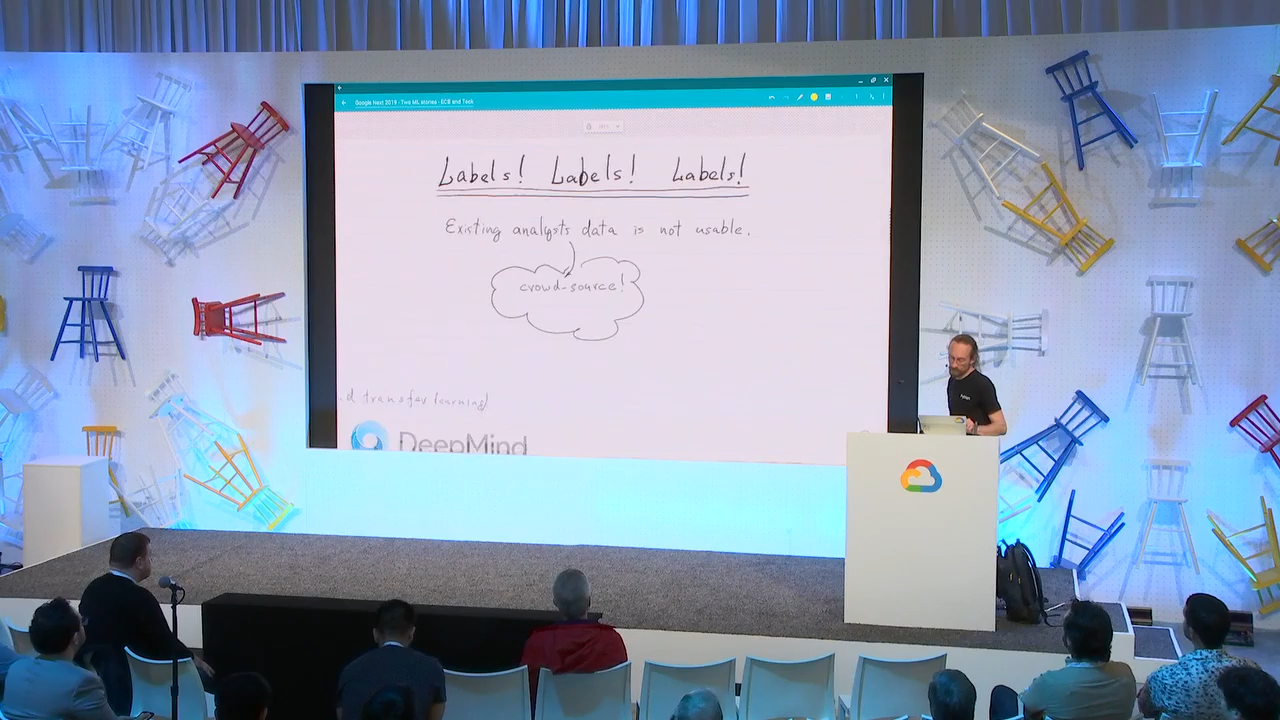 Google Next 2019 - Two ML stories - ECB and Teck
Labels! Labels! Labels!
Existing analysts data is not usable.
crowd-source!
d transfer learning)
DeepMind